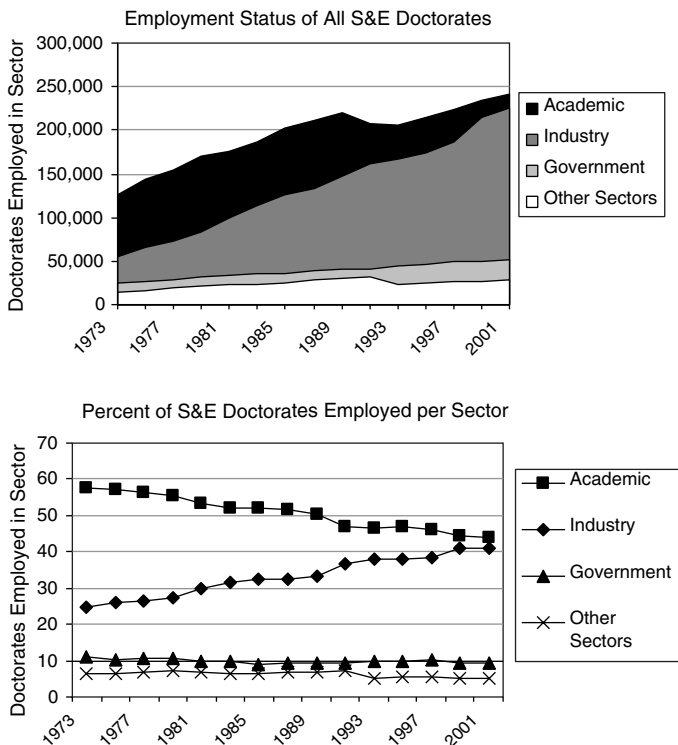 Employment Status of All S&E Doctorates
Doctorates Employed in Sector
300,000
250,000
200,000
150,000
100,000
50,000
0
1973
1977
1981
1985
1989
1993
1997
2001
Academic
Industry
Government
Other Sectors
Percent of S&E Doctorates Employed per Sector
Doctorates Employed in Sector
70
60
50
40
30
20
10
0
1973
1977
1981
1985
1989
1993
1997
2001
Academic
Industry
Government
Other
Sectors